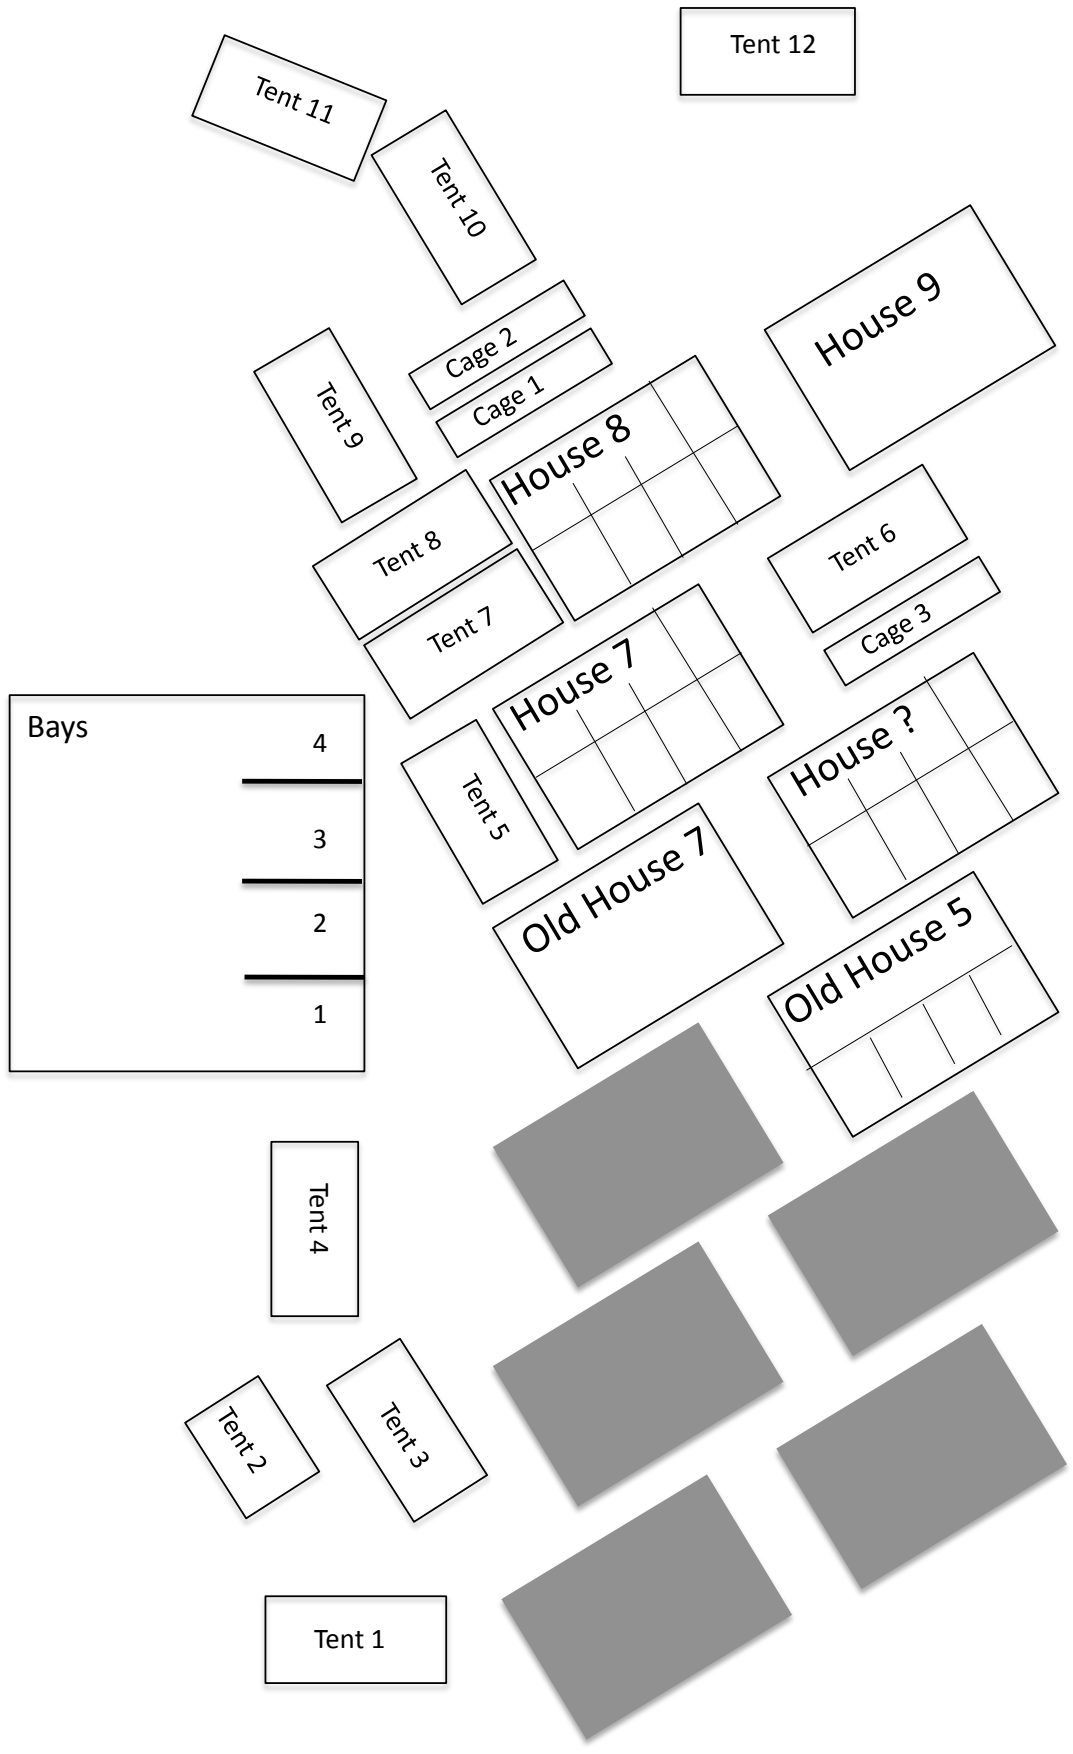 Tent 12
Tent 11
Tent 10
House 9
Cage 2
Cage 1
Tent 9
House 8
Tent 8
Tent 6
Tent 7
Cage 3
House 7
Bays
4
House ?
Tent 5
3
Old House 7
2
Old House 5
1
Tent 4
Tent 2
Tent 3
Tent 1